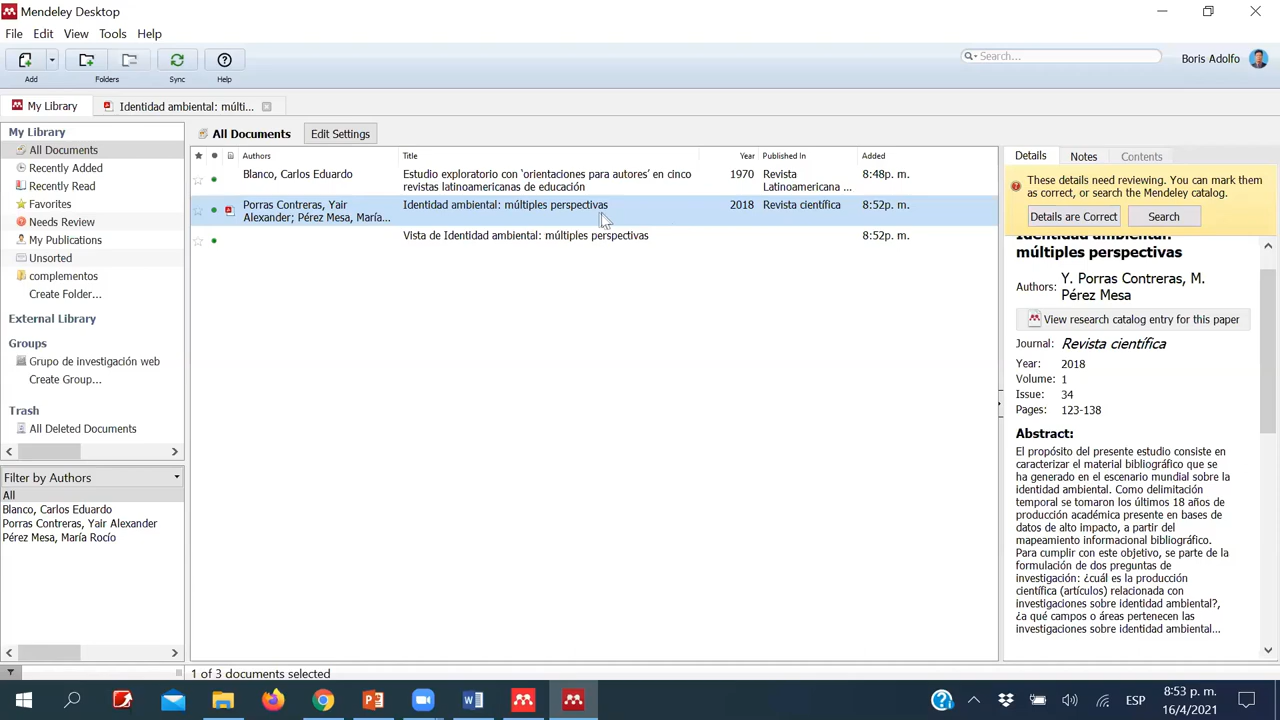 Mendeley Desktop
File Edit View Tools Help
Add Folders Sync Help
Search...
Boris Adolfo
My Library
Identidad ambiental: múlti...
My Library
All Documents
Recently Added
Recently Read
Favorites
Needs Review
My Publications
Unsorted
complementos
Create Folder...
External Library
Groups
Grupo de investigación web
Create Group...
Trash
All Deleted Documents
Filter by Authors
All
Blanco, Carlos Eduardo
Porras Contreras, Yair Alexander
Pérez Mesa, María Rocío
All Documents Edit Settings
Authors Title Year Published In Added
Blanco, Carlos Eduardo Estudio exploratorio con ‘orientaciones para autores’ en cinco 1970 Revista 8:48p. m.
revistas latinoamericanas de educación Latinoamericana ...
Porras Contreras, Yair Identidad ambiental: múltiples perspectivas 2018 Revista científica 8:52p. m.
Alexander; Pérez Mesa, María...
Vista de Identidad ambiental: múltiples perspectivas 8:52p. m.
1 of 3 documents selected
Details Notes Contents
These details need reviewing. You can mark them
as correct, or search the Mendeley catalog.
Details are Correct Search
Identidad ambiental:
múltiples perspectivas
Authors: Y. Porras Contreras, M.
Pérez Mesa
View research catalog entry for this paper
Journal: Revista científica
Year: 2018
Volume: 1
Issue: 34
Pages: 123-138
Abstract:
El propósito del presente estudio consiste en
caracterizar el material bibliográfico que se
ha generado en el escenario mundial sobre la
identidad ambiental. Como delimitación
temporal se tomaron los últimos 18 años de
producción académica presente en bases de
datos de alto impacto, a partir del
mapeamiento informacional bibliográfico.
Para cumplir con este objetivo, se parte de la
formulación de dos preguntas de
investigación: ¿cuál es la producción
científica (artículos) relacionada con
investigaciones sobre identidad ambiental?,
¿a qué campos o áreas pertenecen las
investigaciones sobre identidad ambiental...
ESP
8:53 p. m.
16/4/2021